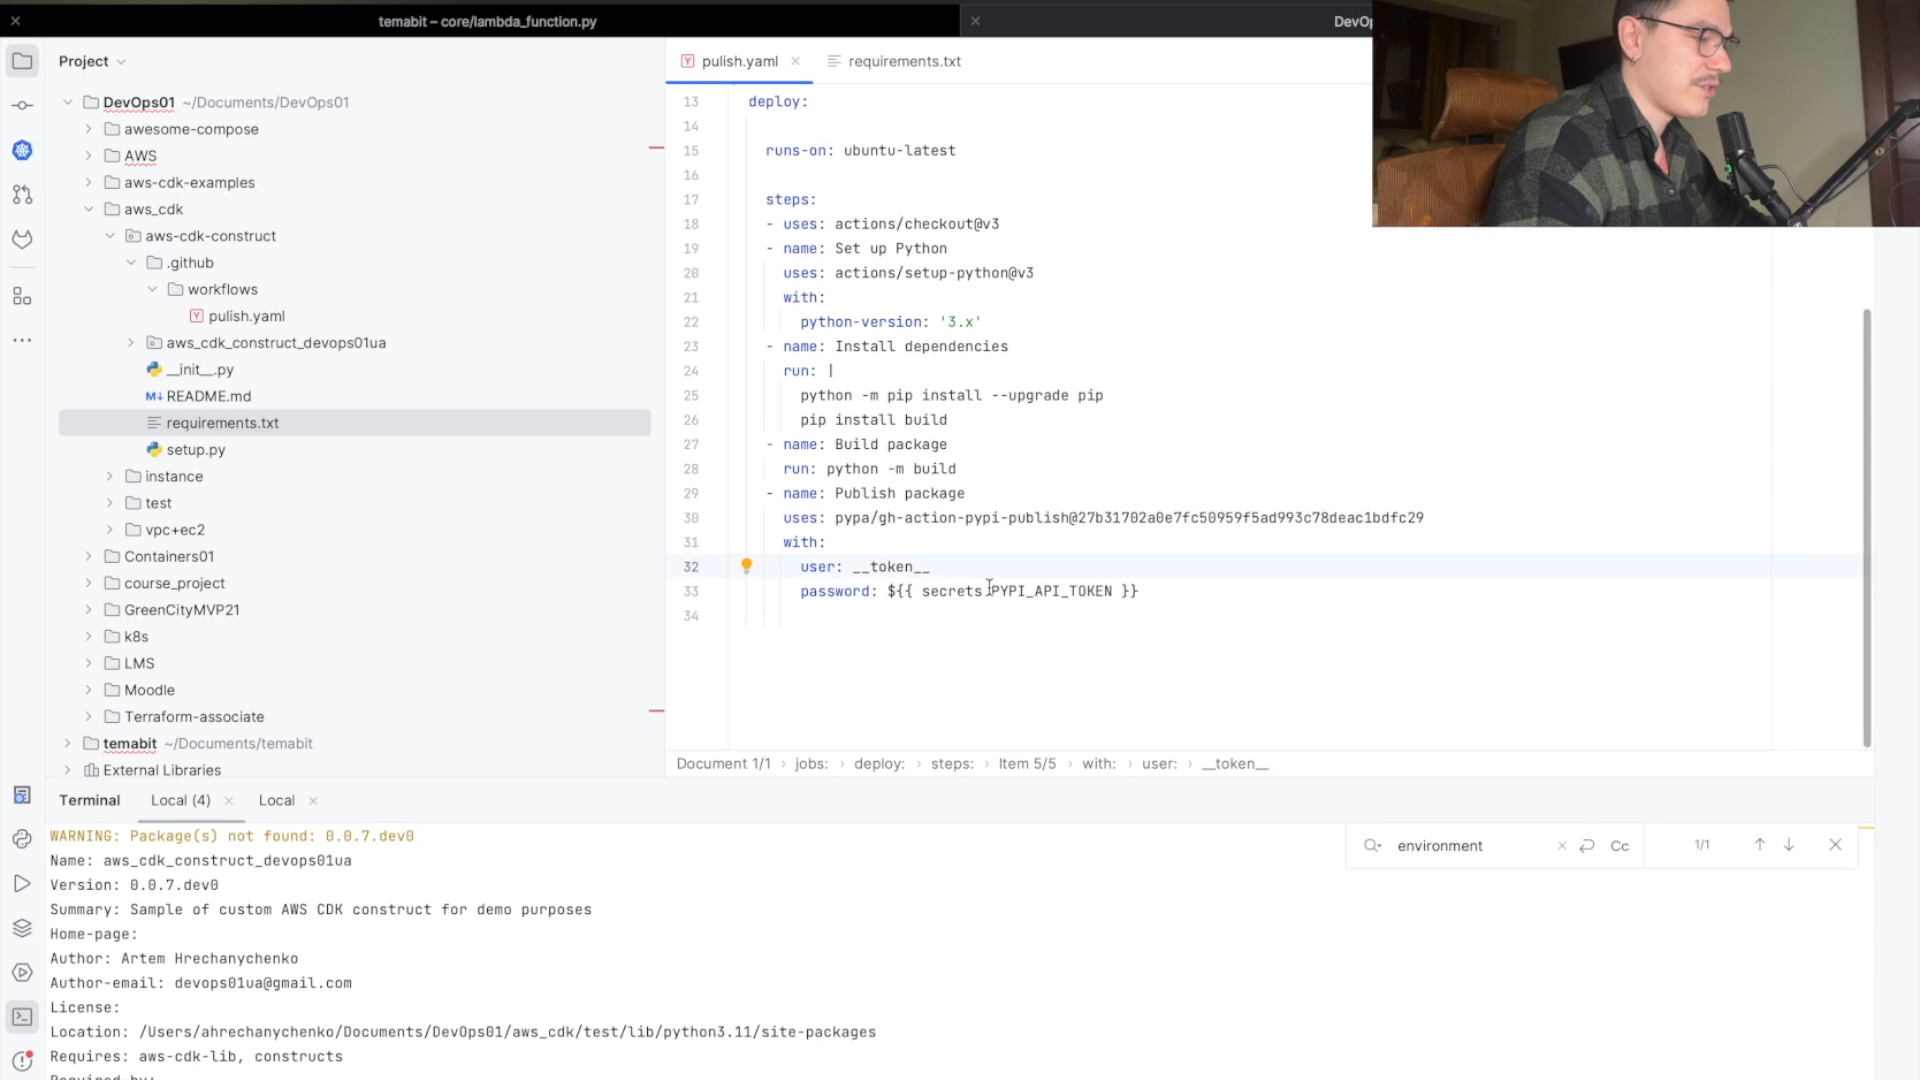 temabit – core/lambda_function.py
DevOp
Project
DevOps01 ~/Documents/DevOps01
awesome-compose
AWS
aws-cdk-examples
aws_cdk
aws-cdk-construct
.github
workflows
pulish.yaml
aws_cdk_construct_devops01ua
__init__.py
README.md
requirements.txt
setup.py
instance
test
vpc+ec2
Containers01
course_project
GreenCityMVP21
k8s
LMS
Moodle
Terraform-associate
temabit ~/Documents/temabit
External Libraries
pulish.yaml
requirements.txt
13 deploy:
14
15 runs-on: ubuntu-latest
16
17 steps:
18 - uses: actions/checkout@v3
19 - name: Set up Python
20 uses: actions/setup-python@v3
21 with:
22 python-version: '3.x'
23 - name: Install dependencies
24 run: |
25 python -m pip install --upgrade pip
26 pip install build
27 - name: Build package
28 run: python -m build
29 - name: Publish package
30 uses: pypa/gh-action-pypi-publish@27b31702a0e7fc50959f5ad993c78deac1bdfc29
31 with:
32 user: __token__
33 password: ${{ secrets.PYPI_API_TOKEN }}
34
Document 1/1 › jobs: › deploy: › steps: › Item 5/5 › with: › user: › __token__
Terminal Local (4) Local
environment Cc 1/1
WARNING: Package(s) not found: 0.0.7.dev0
Name: aws_cdk_construct_devops01ua
Version: 0.0.7.dev0
Summary: Sample of custom AWS CDK construct for demo purposes
Home-page:
Author: Artem Hrechanychenko
Author-email: devops01ua@gmail.com
License:
Location: /Users/ahrechanychenko/Documents/DevOps01/aws_cdk/test/lib/python3.11/site-packages
Requires: aws-cdk-lib, constructs
Required-by: